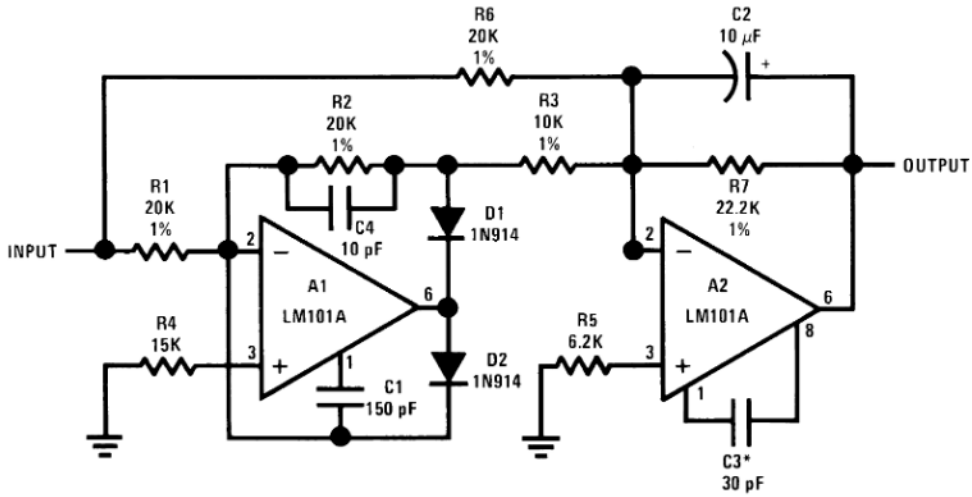 R6
20K
1%
C2
10 µF
+
R2
20K
1%
R3
10K
1%
OUTPUT
R1
20K
1%
C4
10 pF
D1
1N914
R7
22.2K
1%
INPUT
2
−
A1
LM101A
6
2
−
A2
LM101A
6
8
R4
15K
3
+
1
D2
1N914
R5
6.2K
3
+
1
C1
150 pF
C3*
30 pF